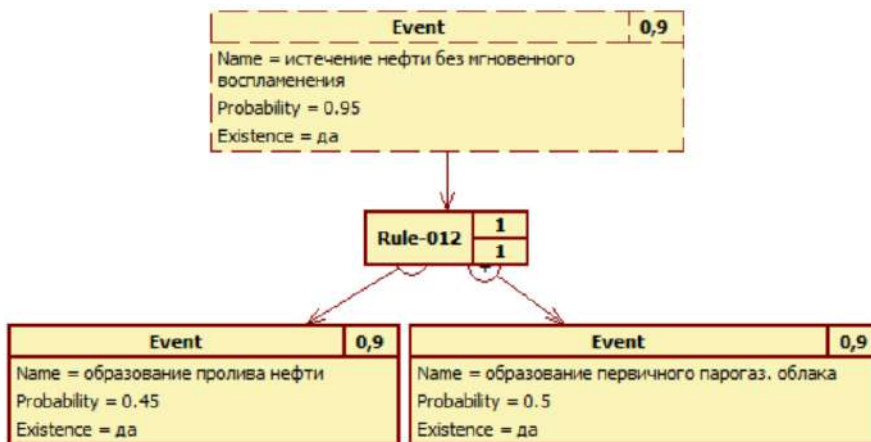 Event 0,9
Name = истечение нефти без мгновенного
воспламенения
Probability = 0.95
Existence = да
Rule-012
1
1
Event 0,9
Name = образование пролива нефти
Probability = 0.45
Existence = да
+
Event 0,9
Name = образование первичного парогаз. облака
Probability = 0.5
Existence = да